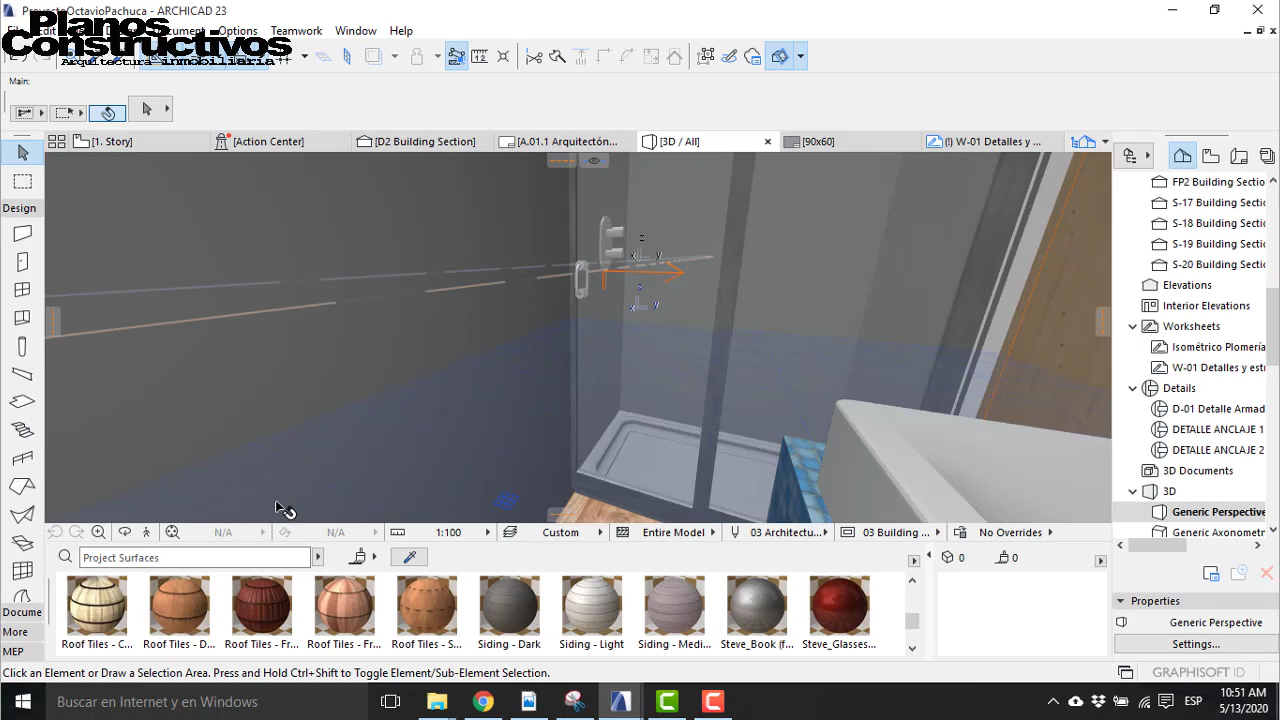 ProyectoOctavioPachuca - ARCHICAD 23
Planos
Constructivos
Arquitectura inmobiliaria
Options Teamwork Window Help
Main:
[1. Story] [Action Center] [D2 Building Section] [A.01.1 Arquitectón... [3D / All] [90x60] (!) W-01 Detalles y ...
Design
FP2 Building Sectio
S-17 Building Sectio
S-18 Building Sectio
S-19 Building Sectio
S-20 Building Sectio
Elevations
Interior Elevations
Worksheets
Isométrico Plomería
W-01 Detalles y estr
Details
D-01 Detalle Armad
DETALLE ANCLAJE 1
DETALLE ANCLAJE 2
3D Documents
3D
Generic Perspective
Generic Axonometr
z
x y
z
x y
N/A N/A 1:100 Custom Entire Model 03 Architectu... 03 Building ... No Overrides
Project Surfaces
0 0
Roof Tiles - C... Roof Tiles - D... Roof Tiles - Fr... Roof Tiles - Fr... Roof Tiles - S... Siding - Dark Siding - Light Siding - Medi... Steve_Book (f... Steve_Glasses...
Docume
More
MEP
Properties
Generic Perspective
Settings...
Click an Element or Draw a Selection Area. Press and Hold Ctrl+Shift to Toggle Element/Sub-Element Selection.
GRAPHISOFT ID
Buscar en Internet y en Windows
ESP
10:51 AM
5/13/2020